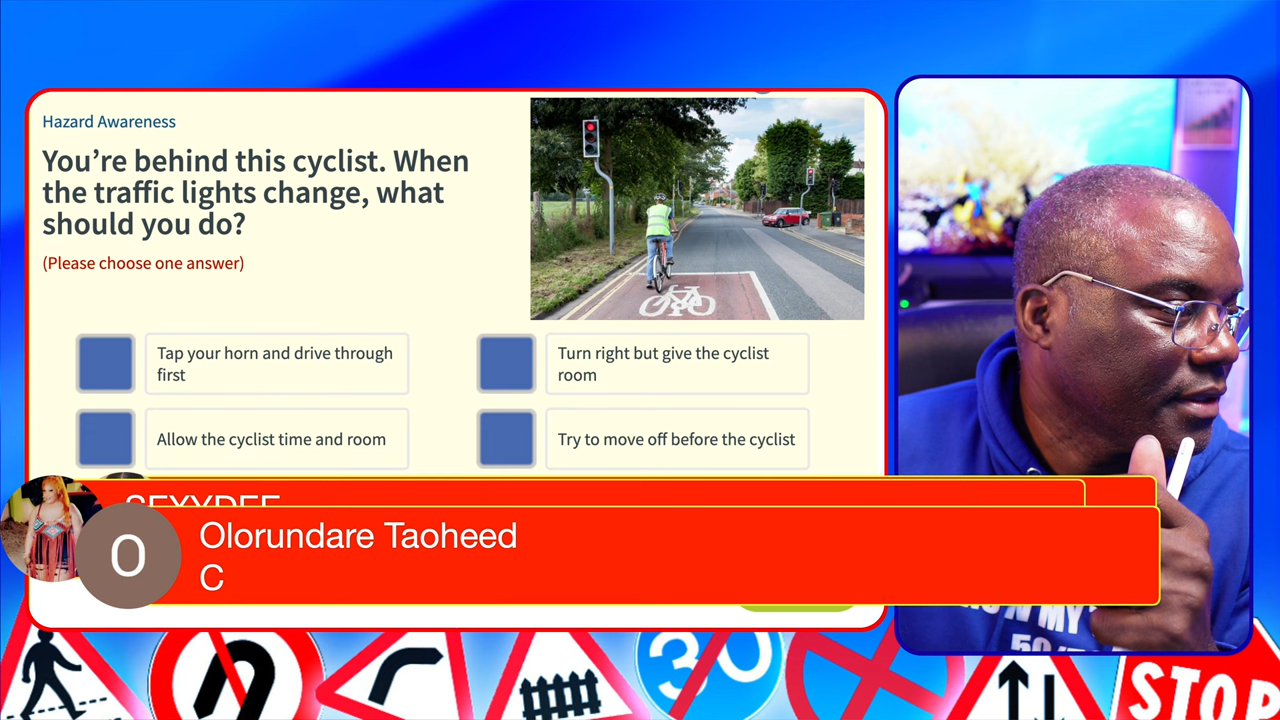 Hazard Awareness
You’re behind this cyclist. When
the traffic lights change, what
should you do?
(Please choose one answer)
Tap your horn and drive through
first
Turn right but give the cyclist
room
Allow the cyclist time and room
Try to move off before the cyclist
SEXYDEE
O
Olorundare Taoheed
C
30
STOP